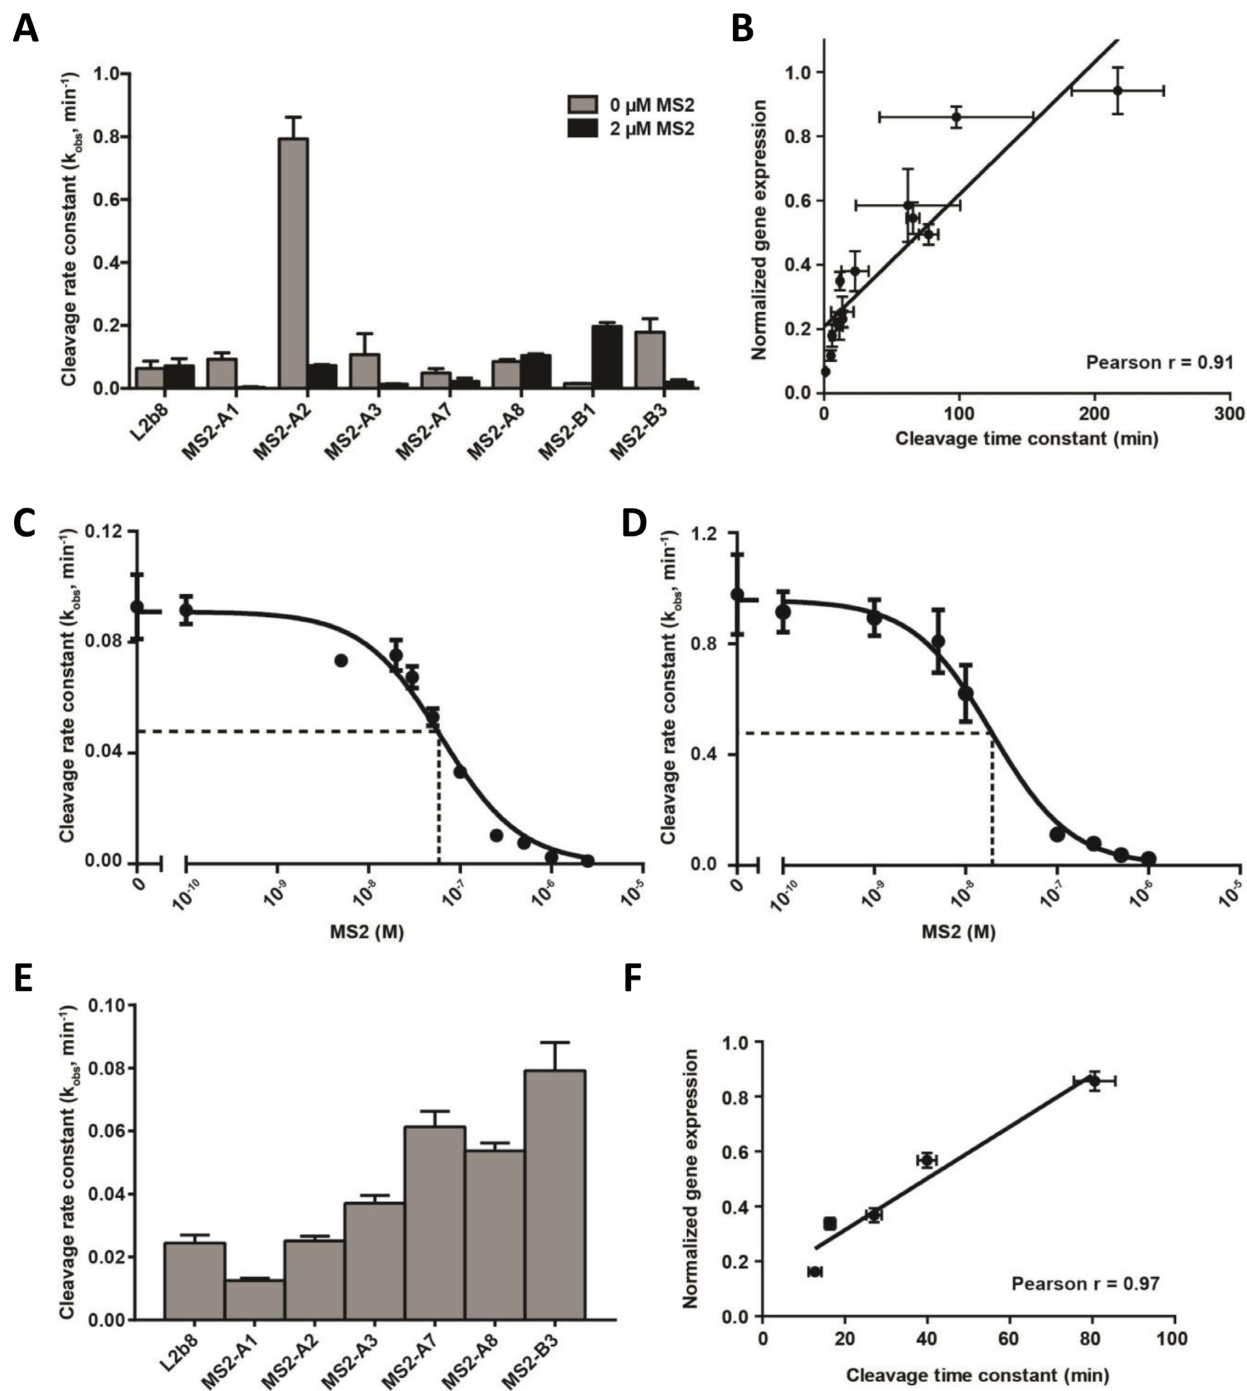 A
Cleavage rate constant (kobs, min-1)
1.0
0.8
0.6
0.4
0.2
0.0
0 µM MS2
2 µM MS2
L2b8
MS2-A1
MS2-A2
MS2-A3
MS2-A7
MS2-A8
MS2-B1
MS2-B3
B
Normalized gene expression
1.0
0.8
0.6
0.4
0.2
0.0
Pearson r = 0.91
0
100
200
300
Cleavage time constant (min)
C
Cleavage rate constant (kobs, min-1)
0.12
0.08
0.04
0.00
0
10-10
10-9
10-8
10-7
10-6
10-5
MS2 (M)
D
Cleavage rate constant (kobs, min-1)
1.2
0.8
0.4
0.0
0
10-10
10-9
10-8
10-7
10-6
10-5
MS2 (M)
E
Cleavage rate constant (kobs, min-1)
0.10
0.08
0.06
0.04
0.02
0.00
L2b8
MS2-A1
MS2-A2
MS2-A3
MS2-A7
MS2-A8
MS2-B3
F
Normalized gene expression
1.0
0.8
0.6
0.4
0.2
0.0
Pearson r = 0.97
0
20
40
60
80
100
Cleavage time constant (min)